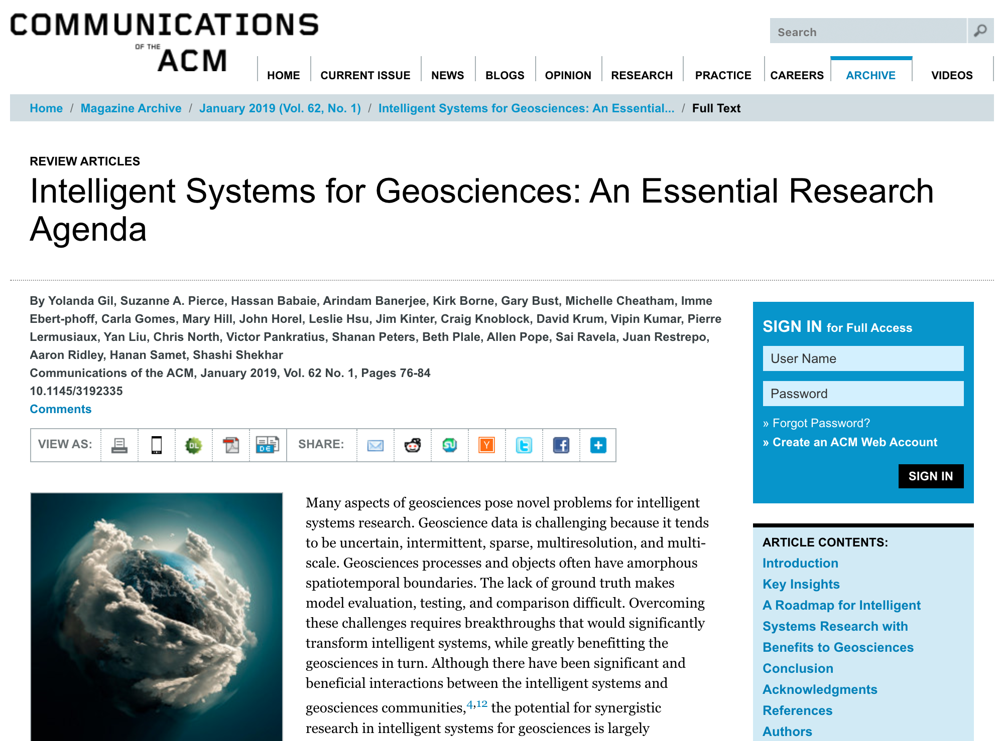 COMMUNICATIONS
OF THE
ACM
Search
HOME CURRENT ISSUE NEWS BLOGS OPINION RESEARCH PRACTICE CAREERS ARCHIVE VIDEOS
Home / Magazine Archive / January 2019 (Vol. 62, No. 1) / Intelligent Systems for Geosciences: An Essential... / Full Text
REVIEW ARTICLES
Intelligent Systems for Geosciences: An Essential Research
Agenda
By Yolanda Gil, Suzanne A. Pierce, Hassan Babaie, Arindam Banerjee, Kirk Borne, Gary Bust, Michelle Cheatham, Imme
Ebert-phoff, Carla Gomes, Mary Hill, John Horel, Leslie Hsu, Jim Kinter, Craig Knoblock, David Krum, Vipin Kumar, Pierre
Lermusiaux, Yan Liu, Chris North, Victor Pankratius, Shanan Peters, Beth Plale, Allen Pope, Sai Ravela, Juan Restrepo,
Aaron Ridley, Hanan Samet, Shashi Shekhar
Communications of the ACM, January 2019, Vol. 62 No. 1, Pages 76-84
10.1145/3192335
Comments
VIEW AS: DL DE SHARE: Y
Many aspects of geosciences pose novel problems for intelligent
systems research. Geoscience data is challenging because it tends
to be uncertain, intermittent, sparse, multiresolution, and multi-
scale. Geosciences processes and objects often have amorphous
spatiotemporal boundaries. The lack of ground truth makes
model evaluation, testing, and comparison difficult. Overcoming
these challenges requires breakthroughs that would significantly
transform intelligent systems, while greatly benefitting the
geosciences in turn. Although there have been significant and
beneficial interactions between the intelligent systems and
geosciences communities,4,12 the potential for synergistic
research in intelligent systems for geosciences is largely
SIGN IN for Full Access
User Name
Password
» Forgot Password?
» Create an ACM Web Account
SIGN IN
ARTICLE CONTENTS:
Introduction
Key Insights
A Roadmap for Intelligent
Systems Research with
Benefits to Geosciences
Conclusion
Acknowledgments
References
Authors